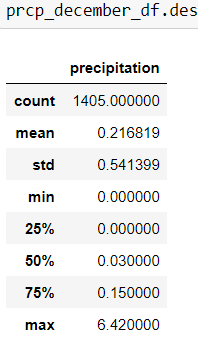 prcp_december_df.des
precipitation
count 1405.000000
mean 0.216819
std 0.541399
min 0.000000
25% 0.000000
50% 0.030000
75% 0.150000
max 6.420000